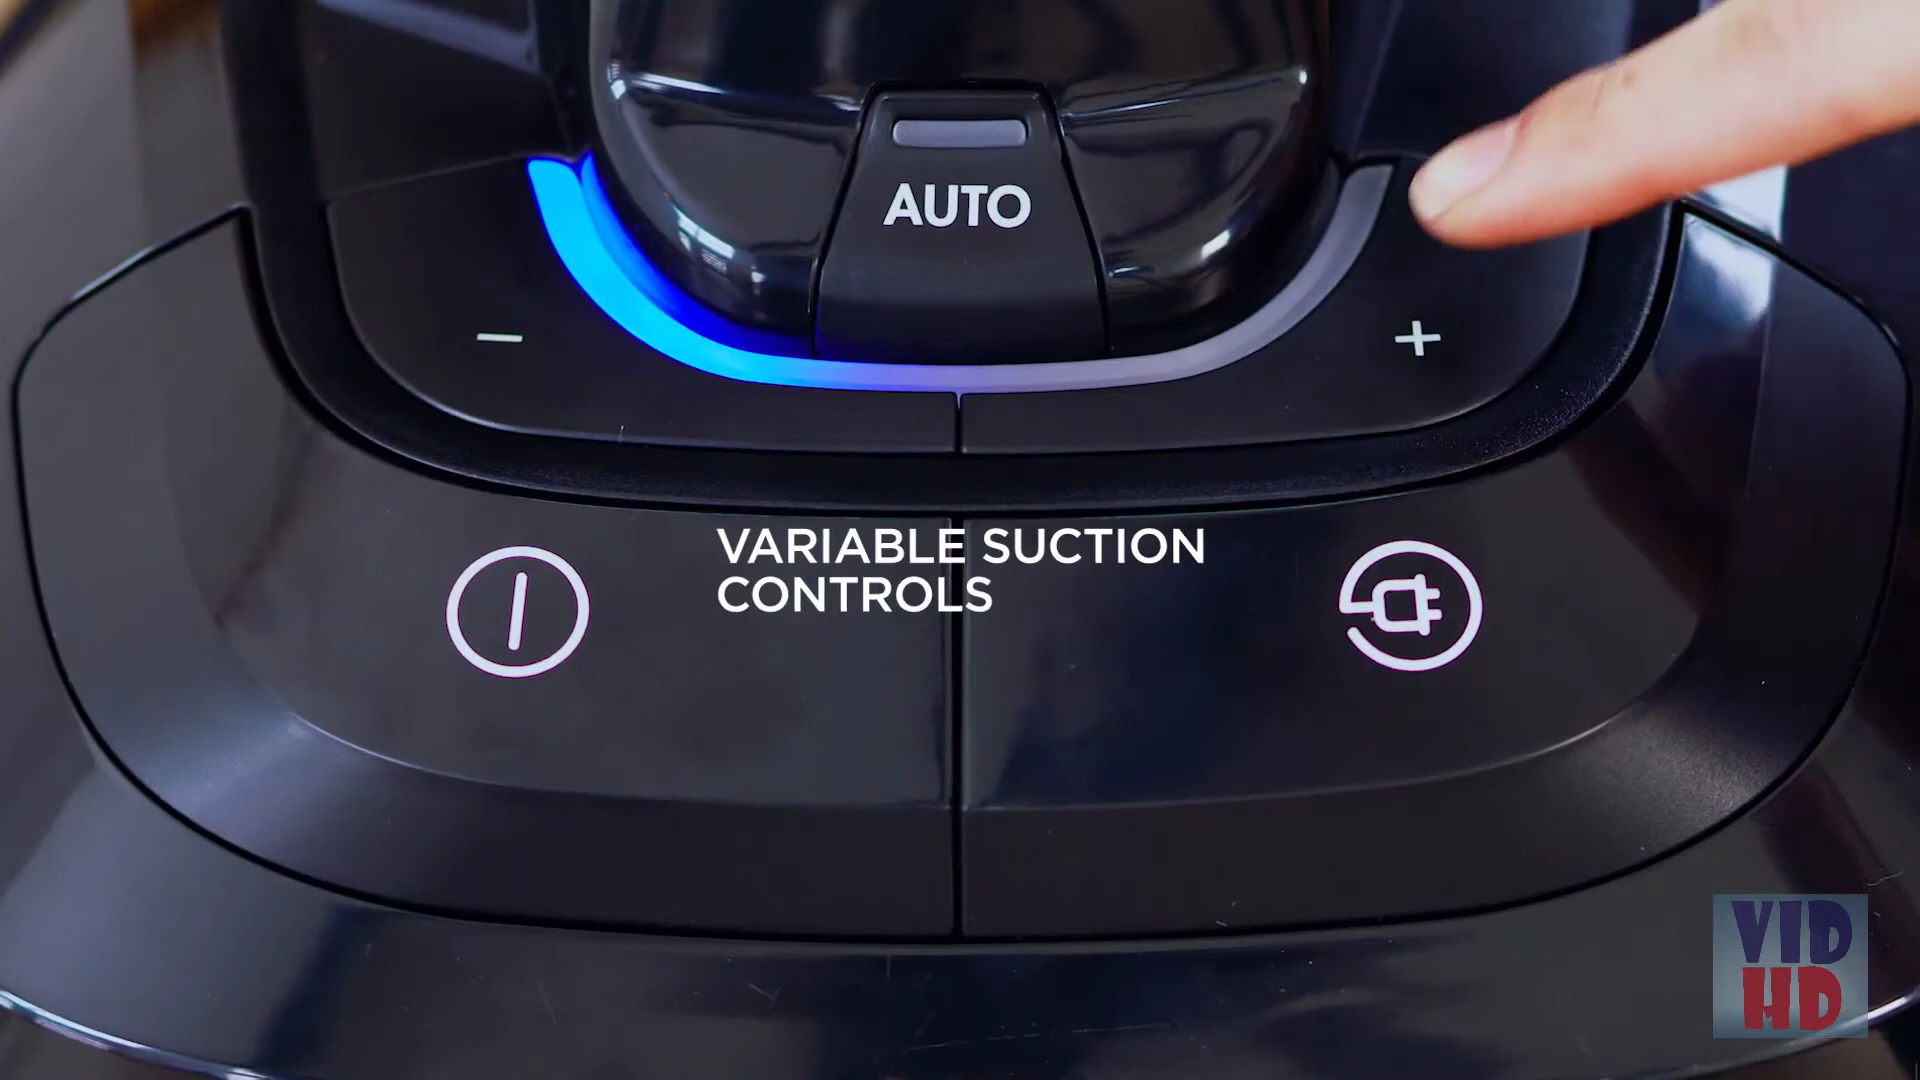 AUTO
− +
VARIABLE SUCTION
CONTROLS
VID
HD